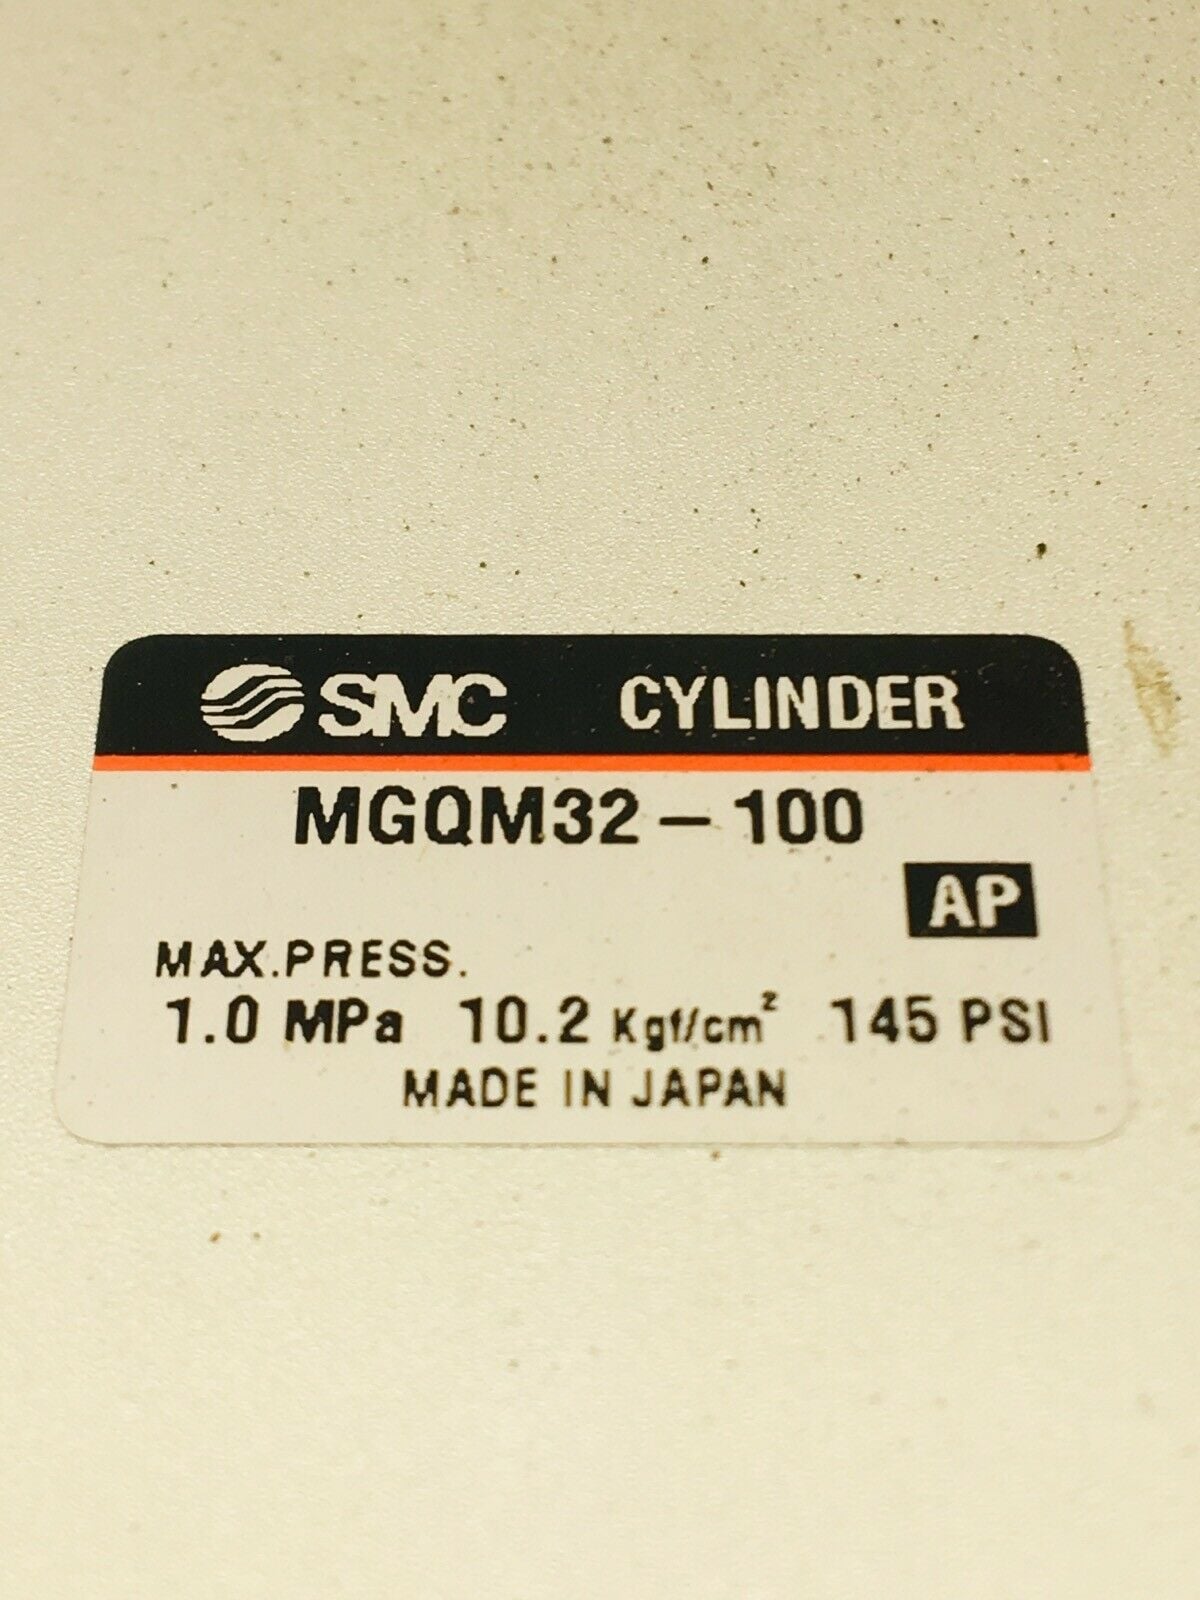 SMC CYLINDER
MGQM32-100
AP
MAX.PRESS.
1.0 MPa 10.2 Kgf/cm² 145 PSI
MADE IN JAPAN